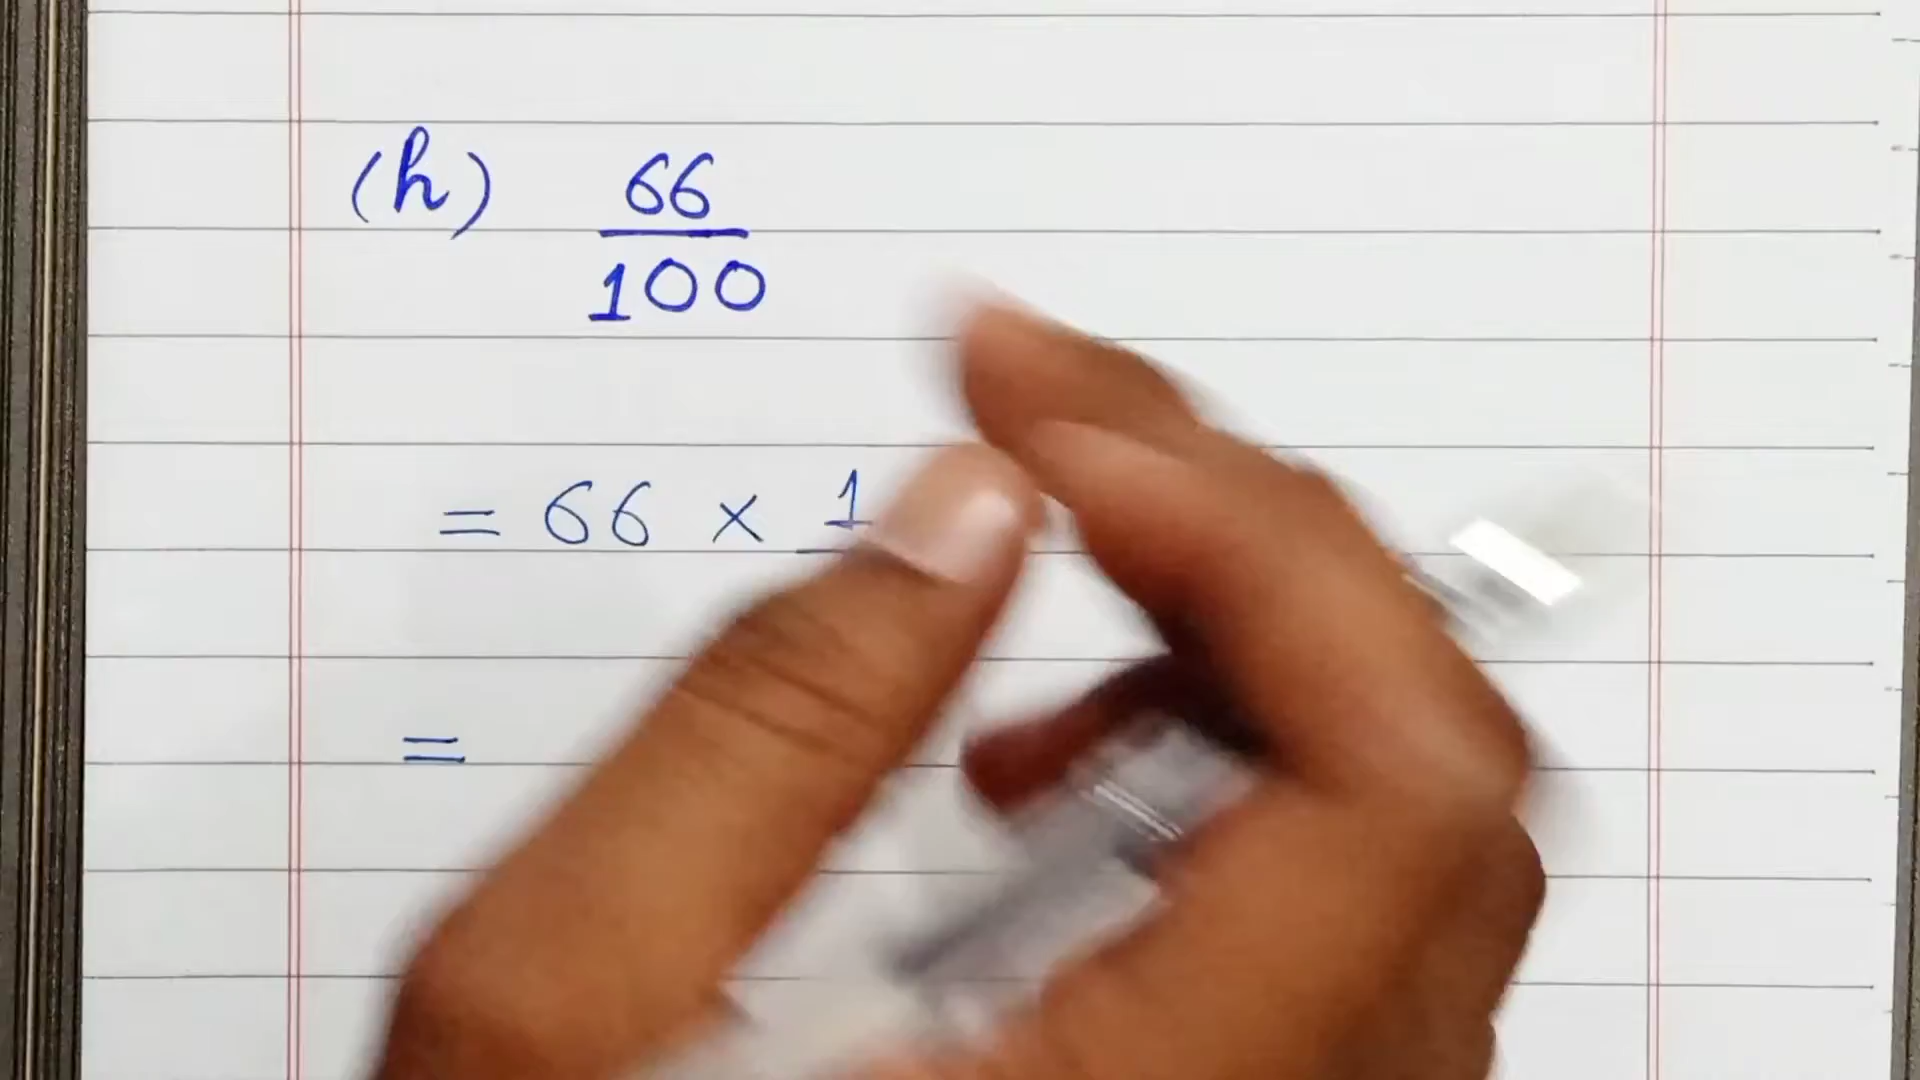 (h) 66
100
= 66 × 1
=